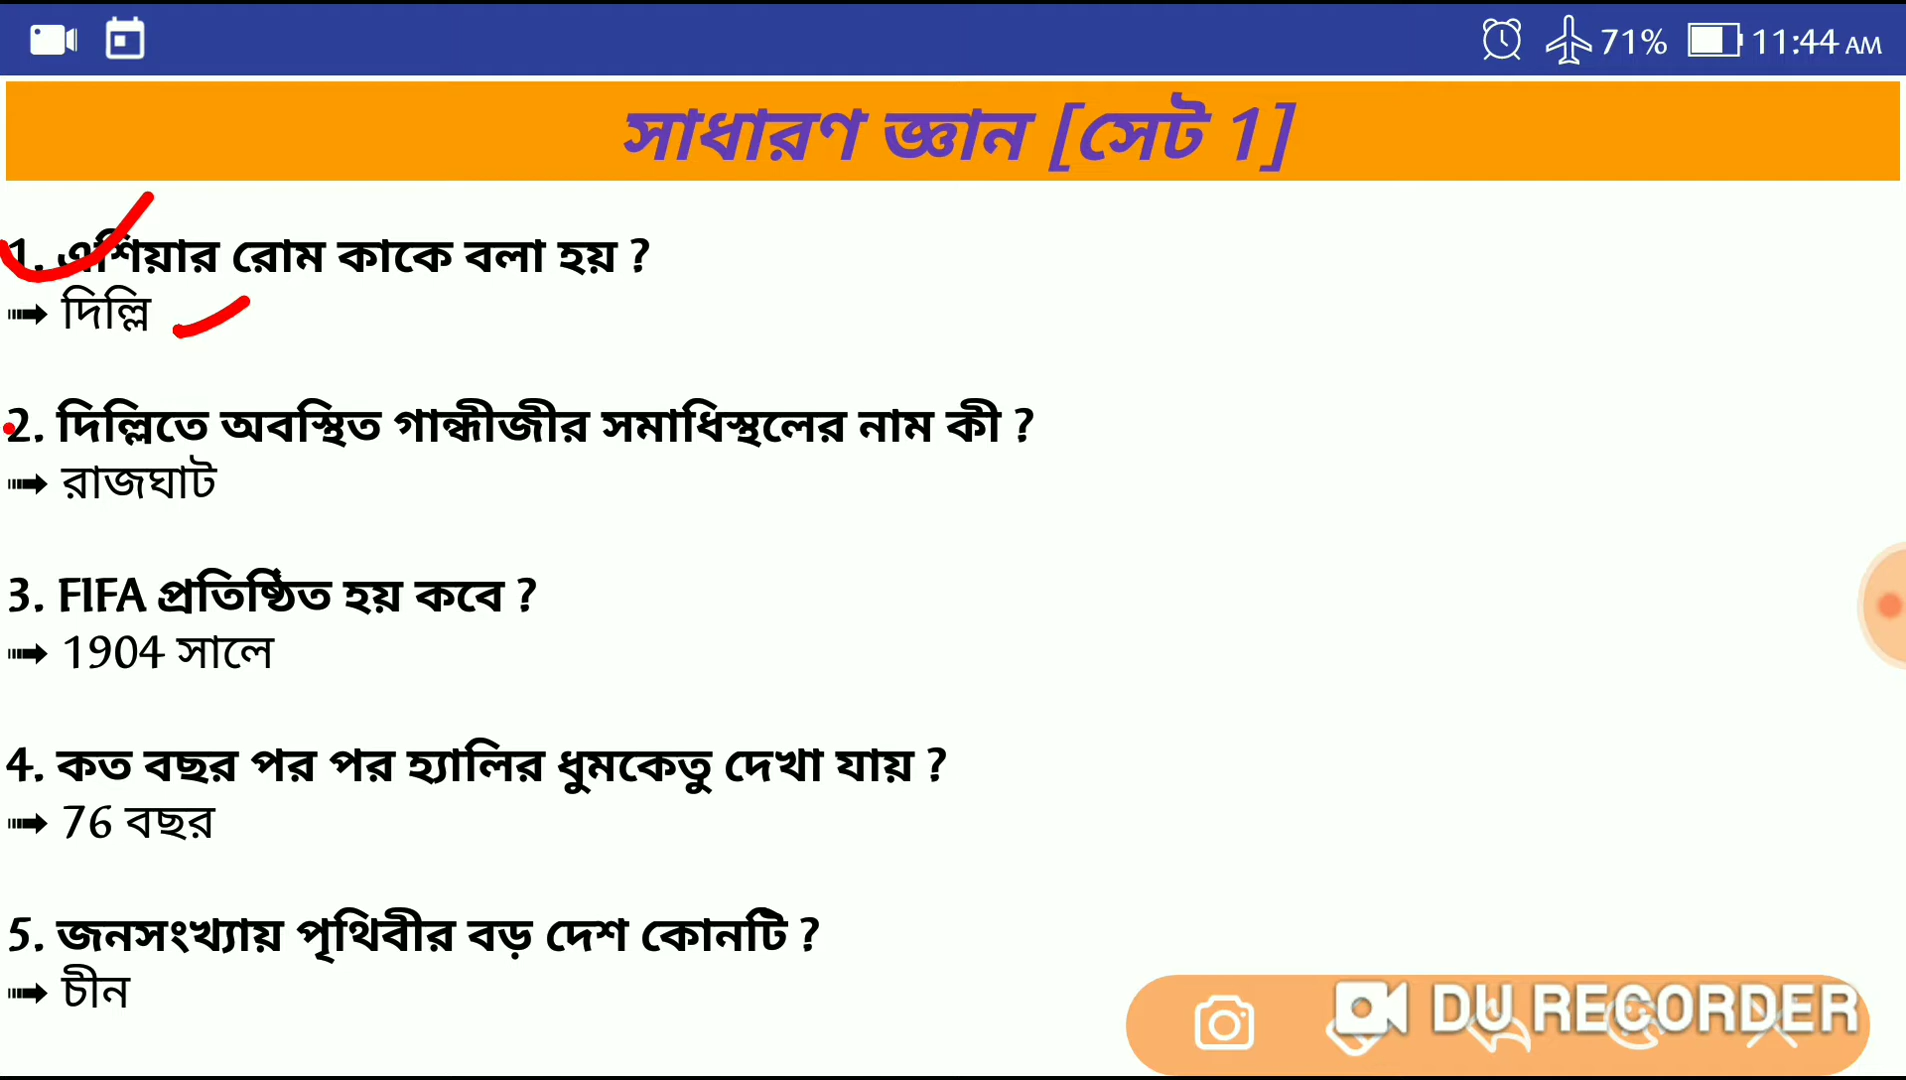 71% 11:44 AM
সাধারণ জ্ঞান [সেট 1]
1. এশিয়ার রোম কাকে বলা হয় ?
➟ দিল্লি
2. দিল্লিতে অবস্থিত গান্ধীজীর সমাধিস্থলের নাম কী ?
➟ রাজঘাট
3. FIFA প্রতিষ্ঠিত হয় কবে ?
➟ 1904 সালে
4. কত বছর পর পর হ্যালির ধুমকেতু দেখা যায় ?
➟ 76 বছর
5. জনসংখ্যায় পৃথিবীর বড় দেশ কোনটি ?
➟ চীন
DU RECORDER